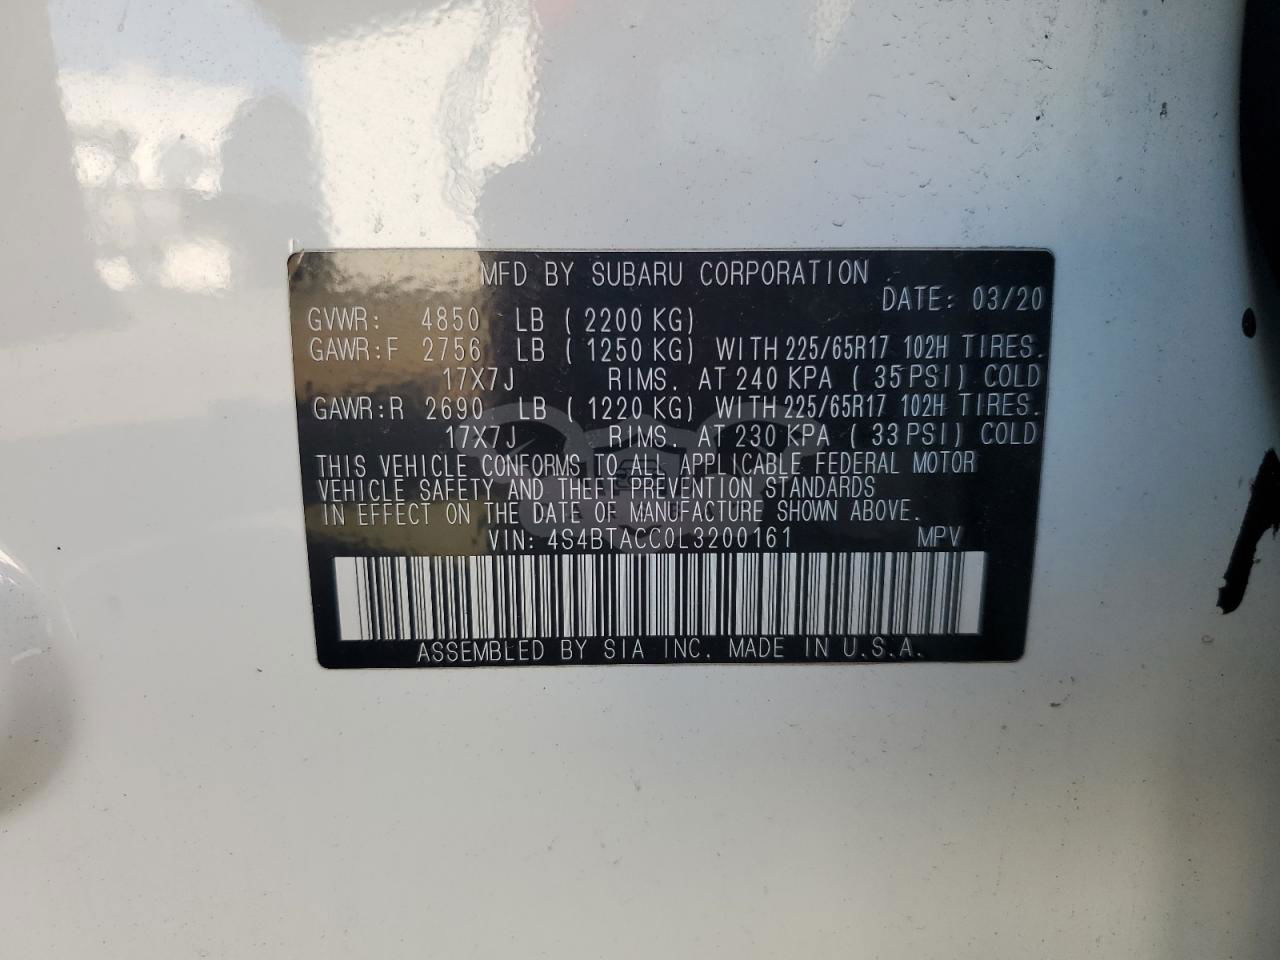 MFD BY SUBARU CORPORATION
DATE: 03/20
GVWR: 4850 LB ( 2200 KG)
GAWR:F 2756 LB ( 1250 KG) WITH 225/65R17 102H TIRES.
17X7J RIMS. AT 240 KPA ( 35 PSI) COLD
GAWR:R 2690 LB ( 1220 KG) WITH 225/65R17 102H TIRES.
17X7J RIMS. AT 230 KPA ( 33 PSI) COLD
THIS VEHICLE CONFORMS TO ALL APPLICABLE FEDERAL MOTOR
VEHICLE SAFETY AND THEFT PREVENTION STANDARDS
IN EFFECT ON THE DATE OF MANUFACTURE SHOWN ABOVE.
VIN: 4S4BTACC0L3200161 MPV
ASSEMBLED BY SIA INC. MADE IN U.S.A.